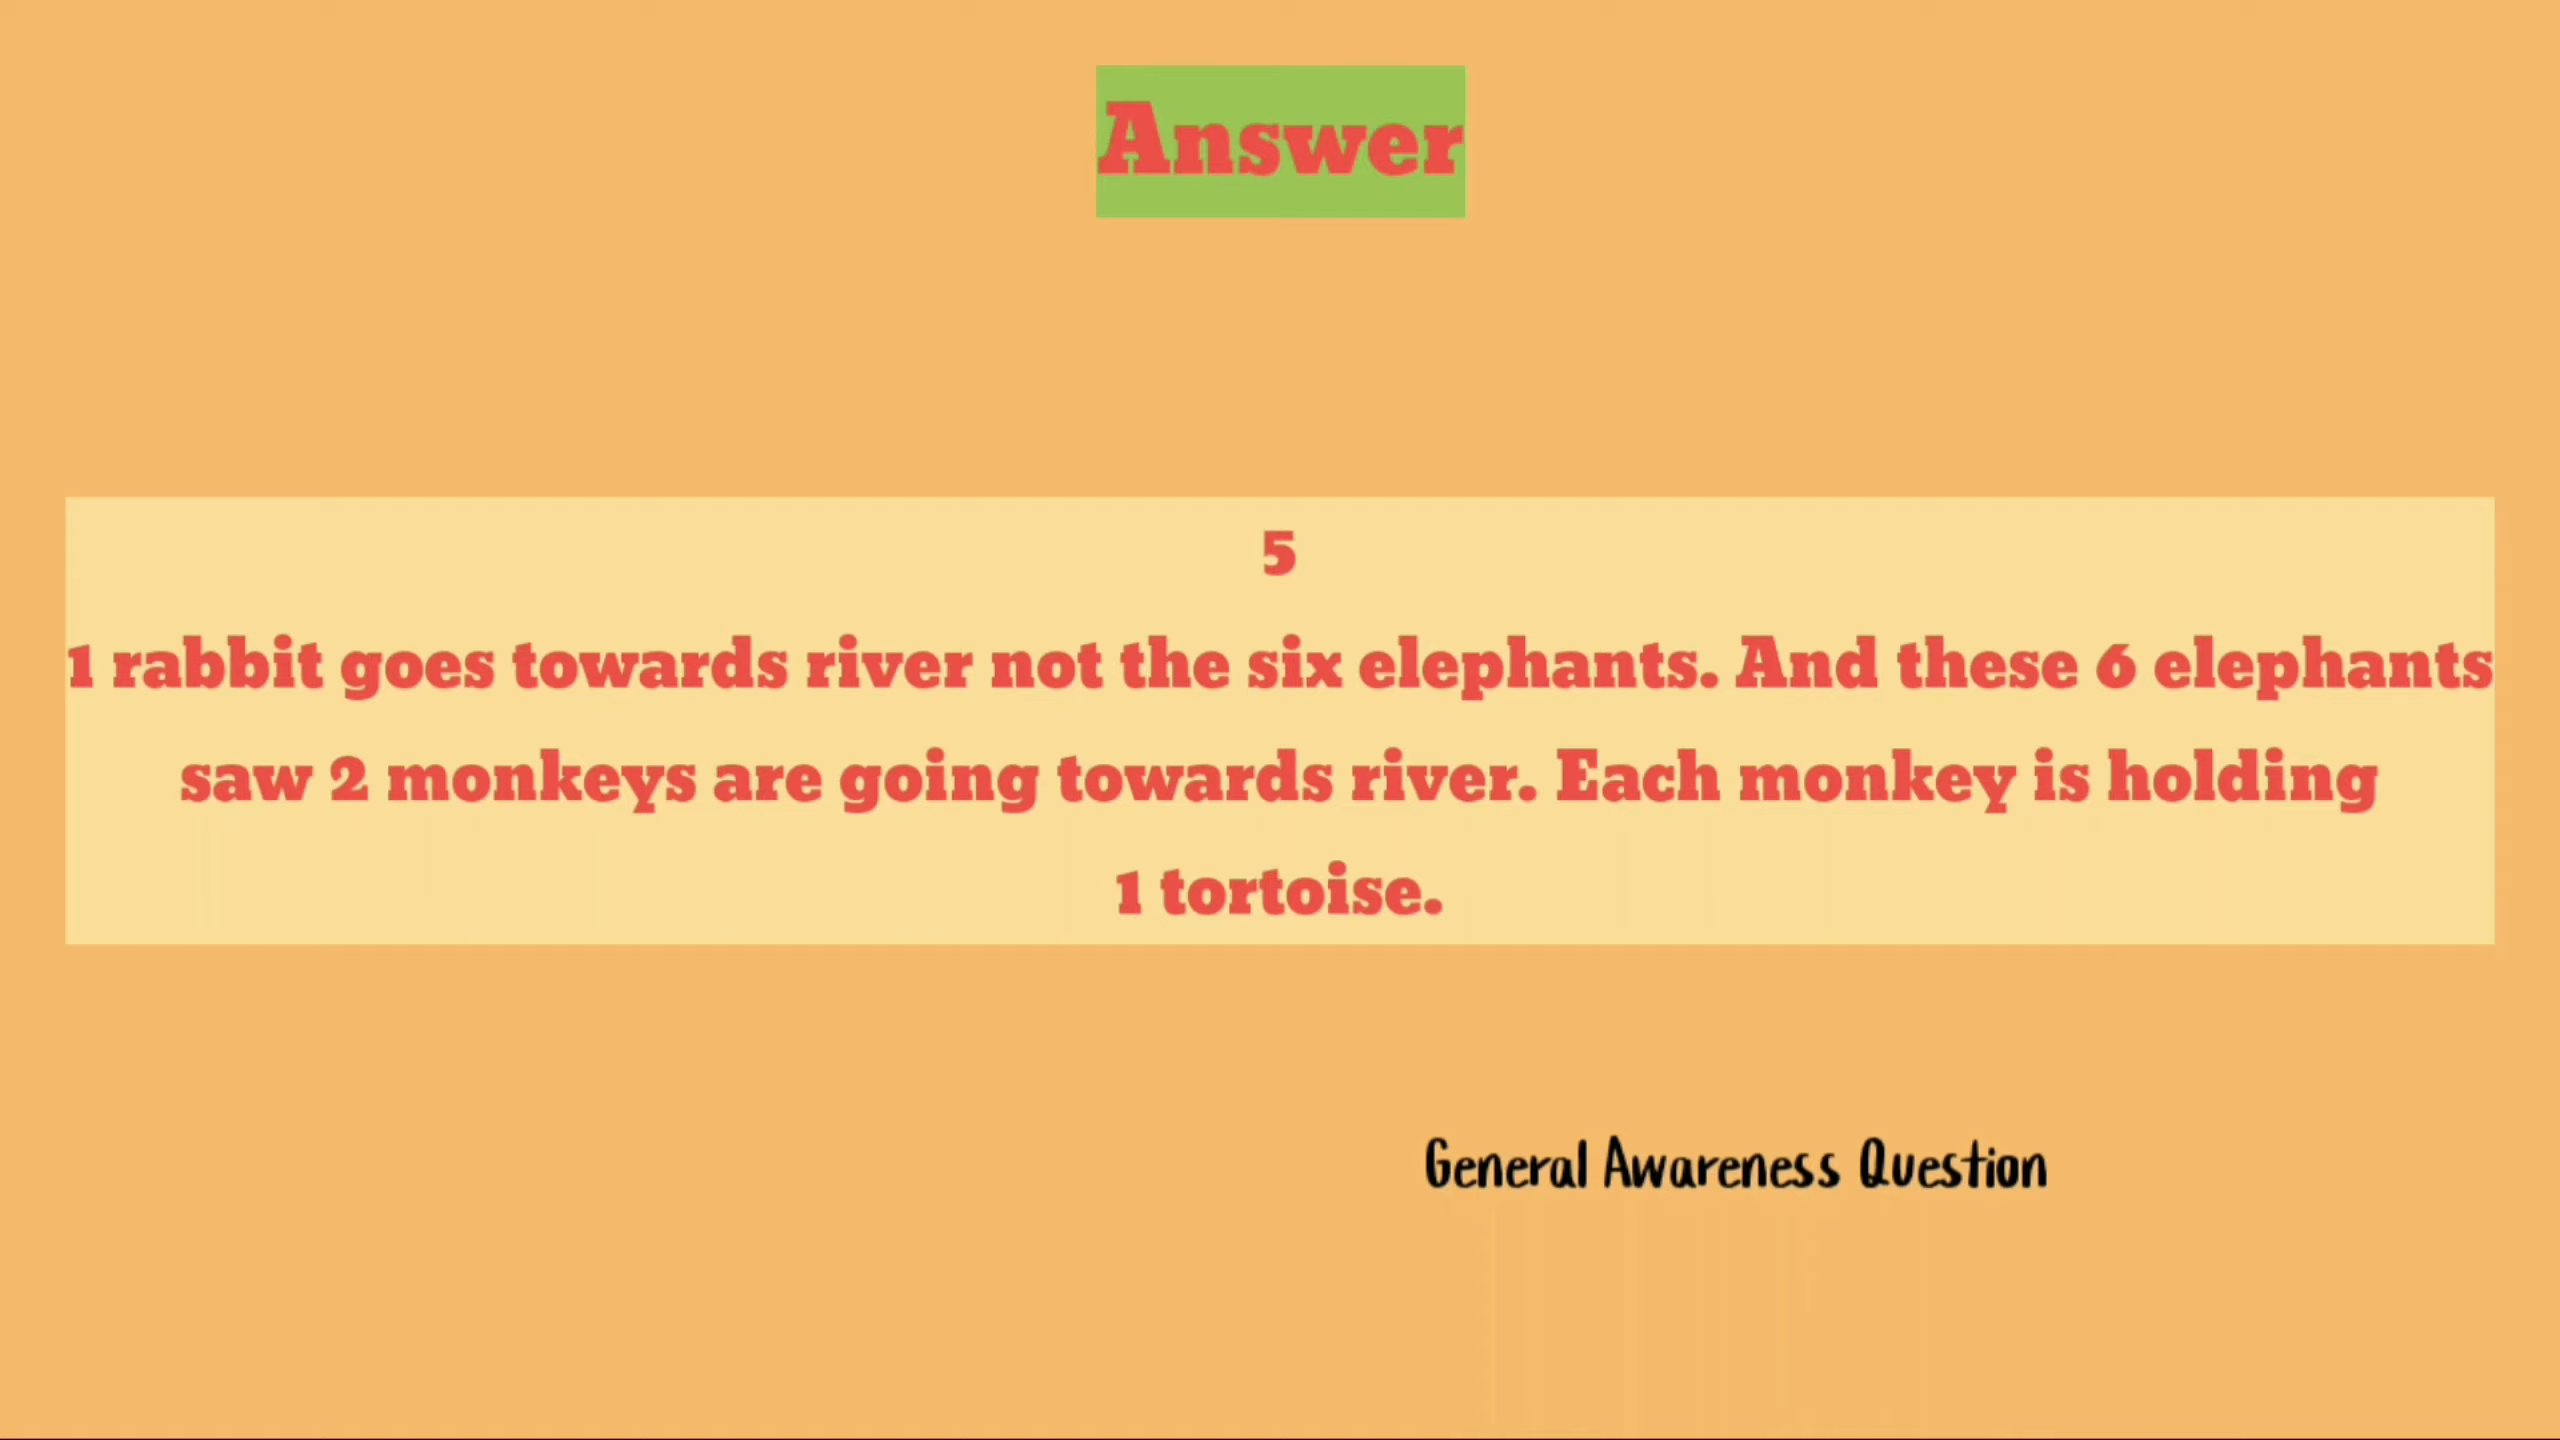 Answer
5
1 rabbit goes towards river not the six elephants. And these 6 elephants
saw 2 monkeys are going towards river. Each monkey is holding
1 tortoise.
General Awareness Question